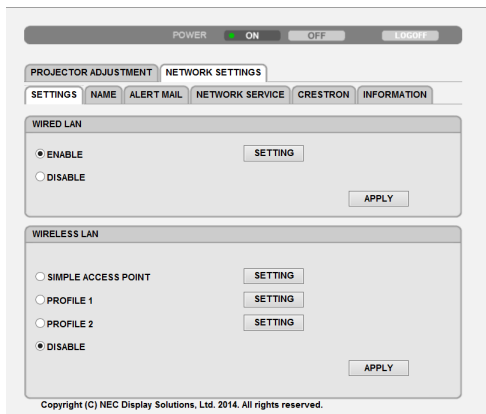 POWER ON OFF LOGOFF
PROJECTOR ADJUSTMENT NETWORK SETTINGS
SETTINGS NAME ALERT MAIL NETWORK SERVICE CRESTRON INFORMATION
WIRED LAN
ENABLE SETTING
DISABLE
APPLY
WIRELESS LAN
SIMPLE ACCESS POINT SETTING
PROFILE 1 SETTING
PROFILE 2 SETTING
DISABLE
APPLY
Copyright (C) NEC Display Solutions, Ltd. 2014. All rights reserved.